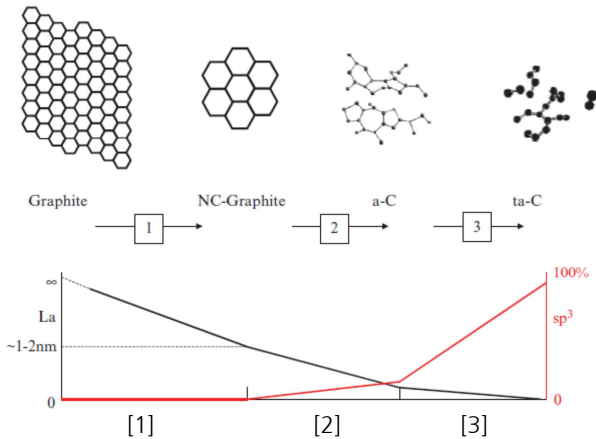 Graphite NC-Graphite a-C ta-C
1 2 3
∞ 100%
La sp³
~1-2nm
0 0
[1] [2] [3]